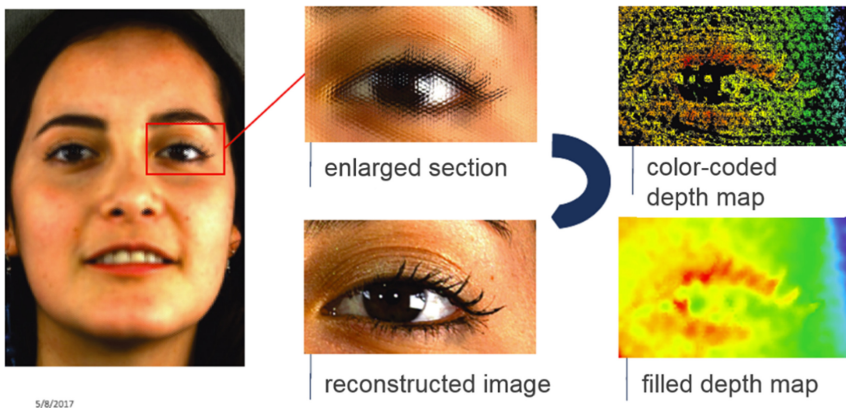 enlarged section
color-coded
depth map
reconstructed image
filled depth map
5/8/2017